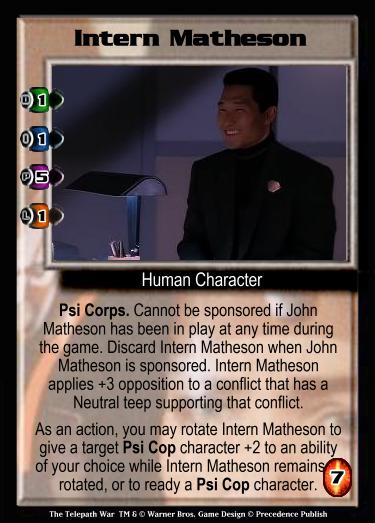 Intern Matheson
D 1
I 1
P 5
L 1
Human Character
Psi Corps. Cannot be sponsored if John
Matheson has been in play at any time during
the game. Discard Intern Matheson when John
Matheson is sponsored. Intern Matheson
applies +3 opposition to a conflict that has a
Neutral teep supporting that conflict.
As an action, you may rotate Intern Matheson to
give a target Psi Cop character +2 to an ability
of your choice while Intern Matheson remains
rotated, or to ready a Psi Cop character.
7
The Telepath War TM & © Warner Bros. Game Design © Precedence Publish